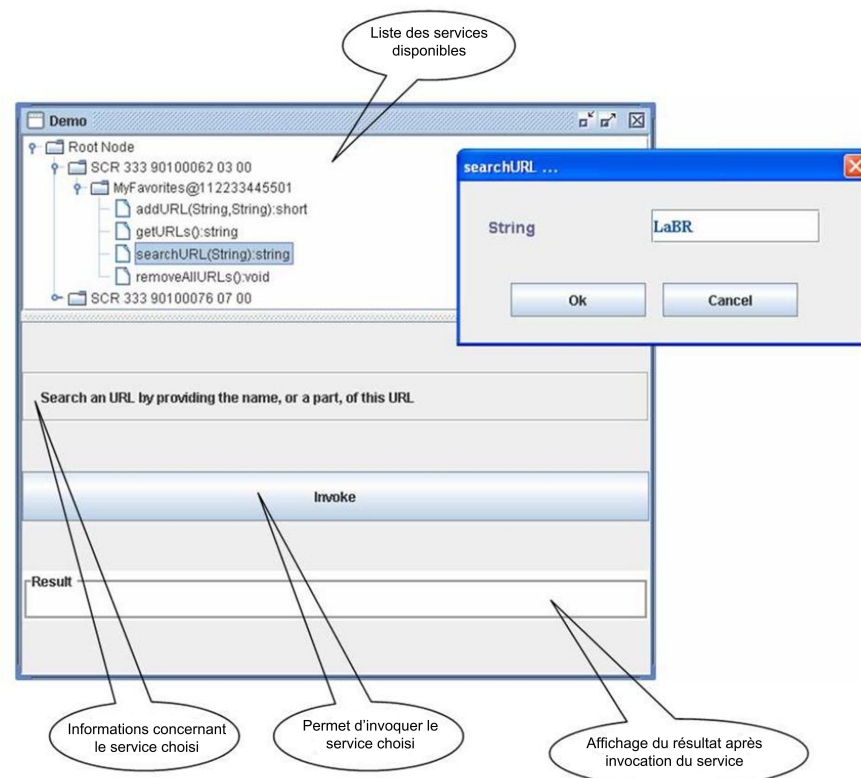 Liste des services
disponibles
Demo
Root Node
SCR 333 90100062 03 00
MyFavorites@112233445501
addURL(String,String):short
getURLs():string
searchURL(String):string
removeAllURLs():void
SCR 333 90100076 07 00
searchURL ...
String
LaBR
Ok
Cancel
Search an URL by providing the name, or a part, of this URL
Invoke
Result
Informations concernant
le service choisi
Permet d'invoquer le
service choisi
Affichage du résultat après
invocation du service